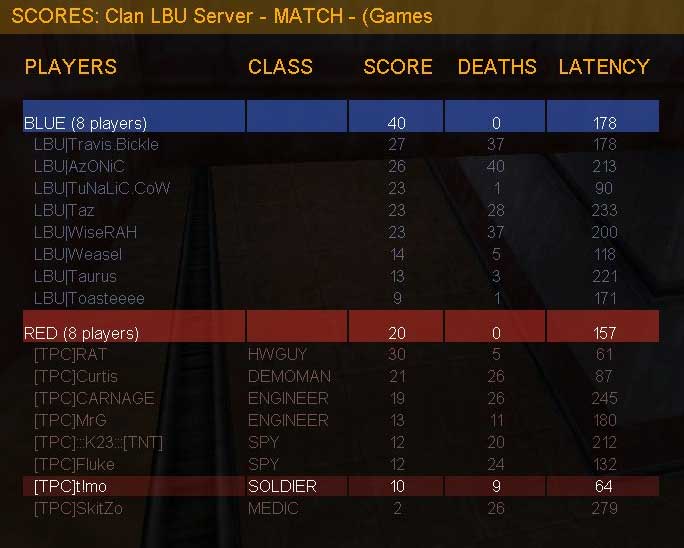 SCORES: Clan LBU Server - MATCH - (Games
PLAYERS CLASS SCORE DEATHS LATENCY
BLUE (8 players) 40 0 178
LBU|Travis.Bickle 27 37 178
LBU|AzONiC 26 40 213
LBU|TuNaLiC.CoW 23 1 90
LBU|Taz 23 28 233
LBU|WiseRAH 23 37 200
LBU|Weasel 14 5 118
LBU|Taurus 13 3 221
LBU|Toasteeee 9 1 171
RED (8 players) 20 0 157
[TPC]RAT HWGUY 30 5 61
[TPC]Curtis DEMOMAN 21 26 87
[TPC]CARNAGE ENGINEER 19 26 245
[TPC]MrG ENGINEER 13 11 180
[TPC]:::K23:::[TNT] SPY 12 20 212
[TPC]Fluke SPY 12 24 132
[TPC]t!mo SOLDIER 10 9 64
[TPC]SkitZo MEDIC 2 26 279